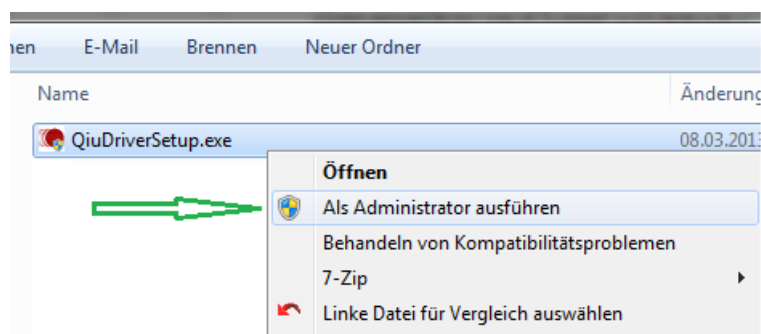 nen E-Mail Brennen Neuer Ordner
Name Änderung
QiuDriverSetup.exe 08.03.2013
Öffnen
Als Administrator ausführen
Behandeln von Kompatibilitätsproblemen
7-Zip
Linke Datei für Vergleich auswählen